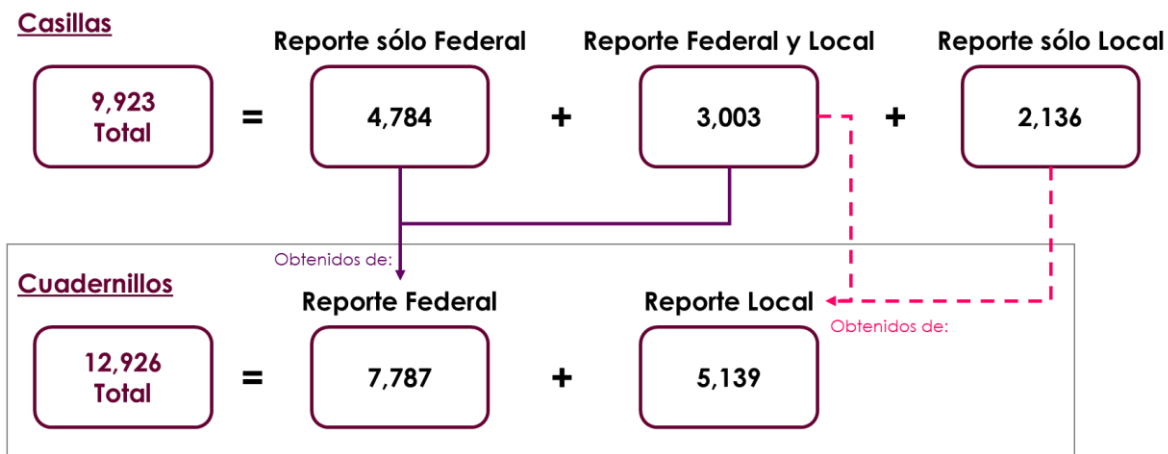 Casillas
Reporte sólo Federal
Reporte Federal y Local
Reporte sólo Local
9,923
Total
=
4,784
+
3,003
+
2,136
Obtenidos de:
Cuadernillos
Reporte Federal
Reporte Local
Obtenidos de:
12,926
Total
=
7,787
+
5,139